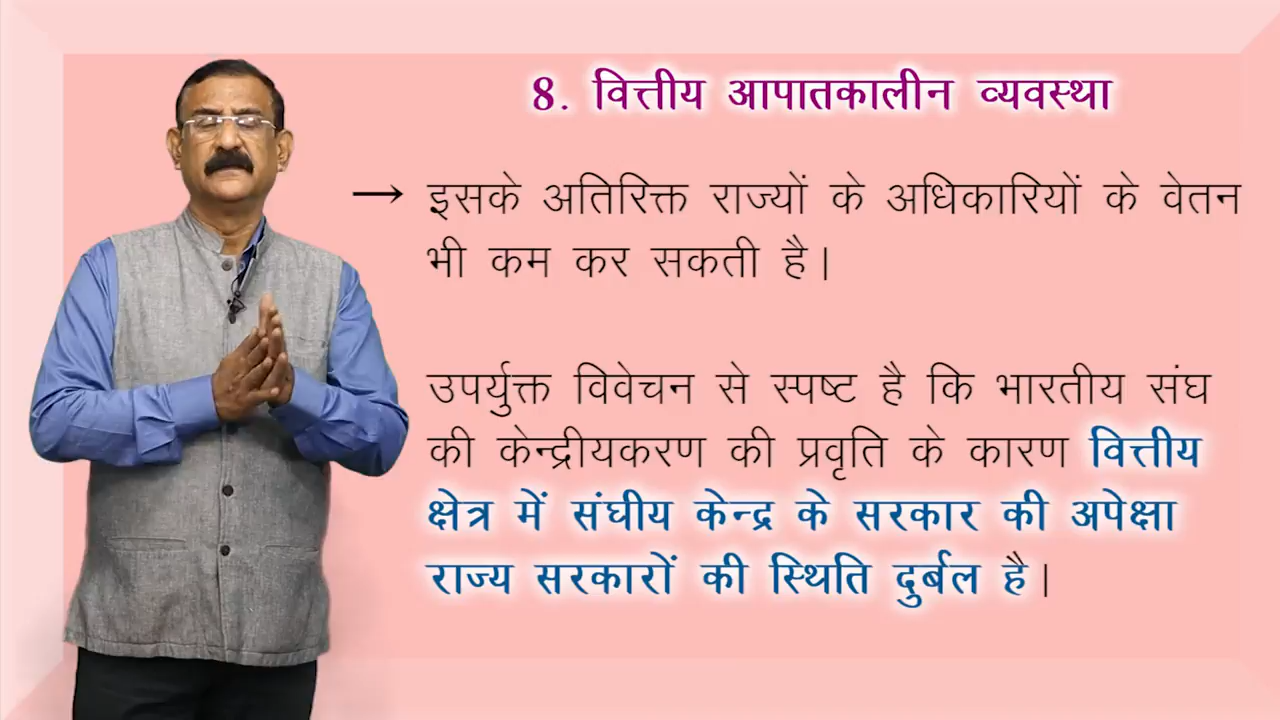 8. वित्तीय आपातकालीन व्यवस्था
→ इसके अतिरिक्त राज्यों के अधिकारियों के वेतन
भी कम कर सकती है।
उपर्युक्त विवेचन से स्पष्ट है कि भारतीय संघ
की केन्द्रीयकरण की प्रवृति के कारण वित्तीय
क्षेत्र में संघीय केन्द्र के सरकार की अपेक्षा
राज्य सरकारों की स्थिति दुर्बल है।